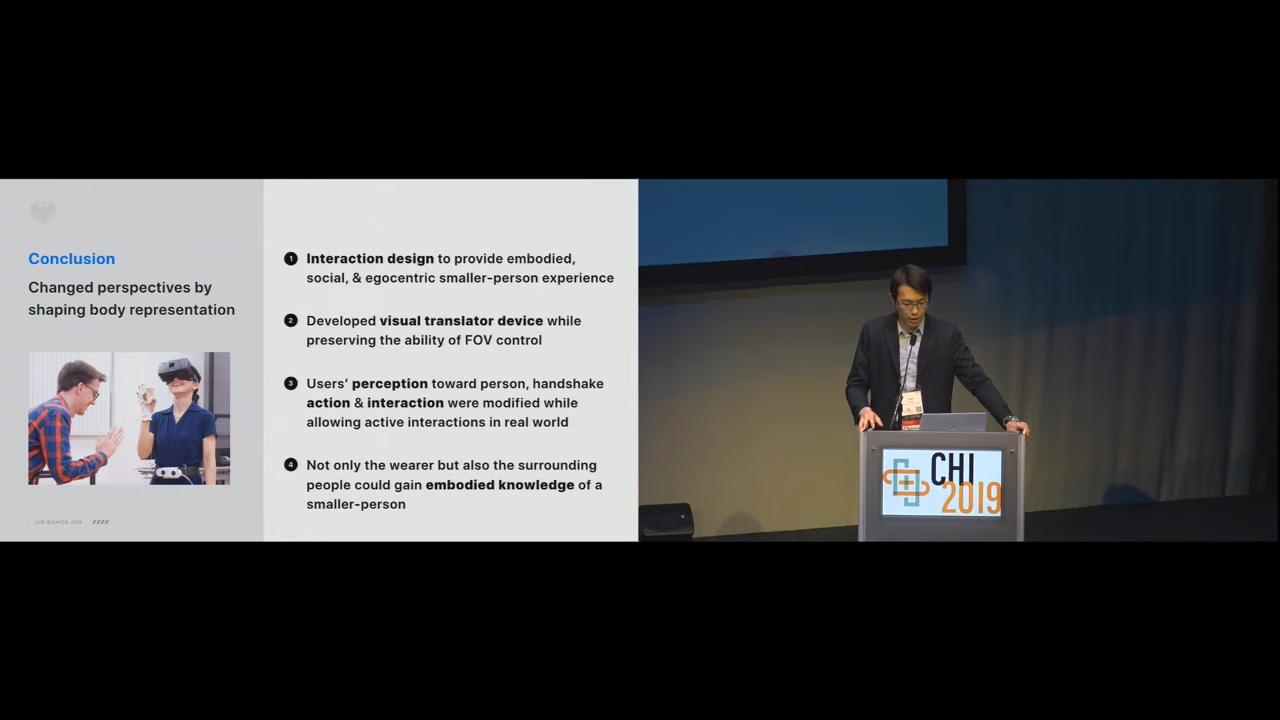 Conclusion
Changed perspectives by
shaping body representation
JUN NISHIDA 2019
1 Interaction design to provide embodied,
social, & egocentric smaller-person experience
2 Developed visual translator device while
preserving the ability of FOV control
3 Users’ perception toward person, handshake
action & interaction were modified while
allowing active interactions in real world
4 Not only the wearer but also the surrounding
people could gain embodied knowledge of a
smaller-person
CHI
2019